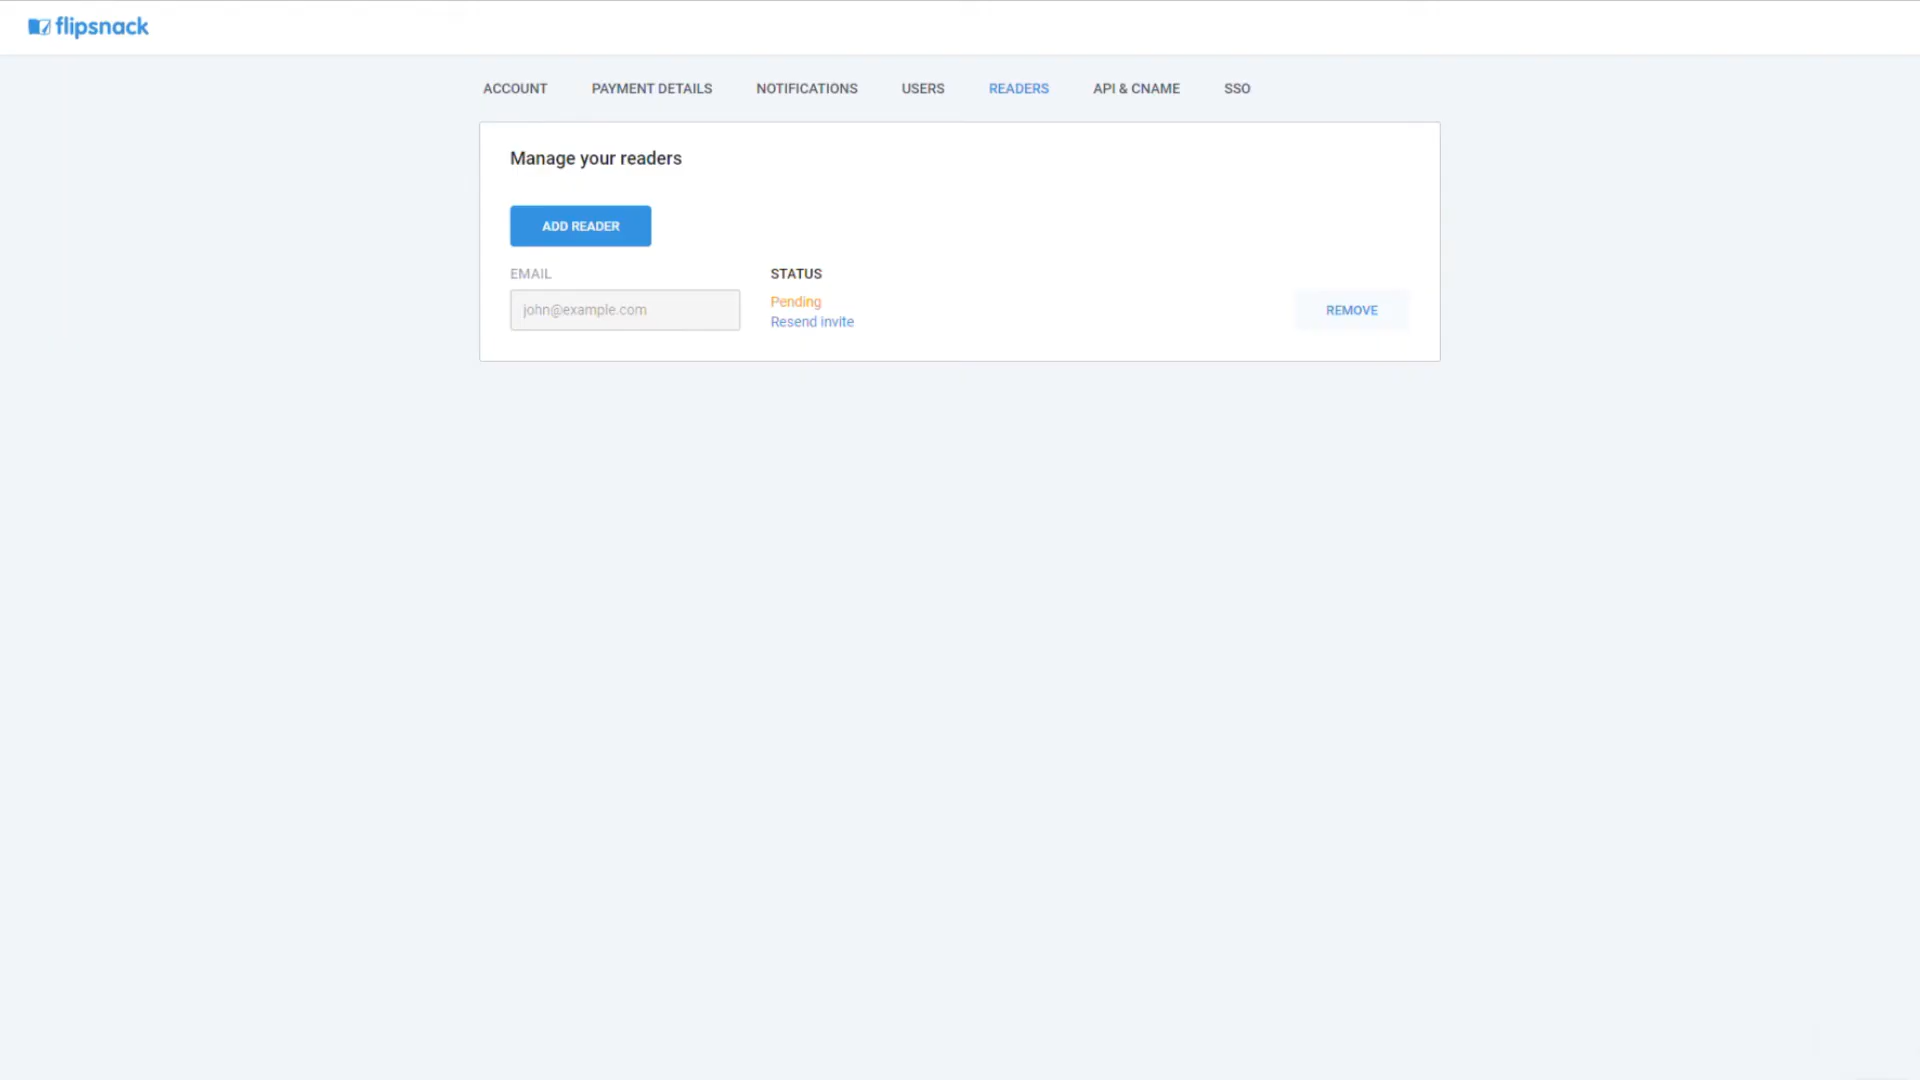 flipsnack
ACCOUNT PAYMENT DETAILS NOTIFICATIONS USERS READERS API & CNAME SSO
Manage your readers
ADD READER
EMAIL STATUS
john@example.com Pending REMOVE
Resend invite